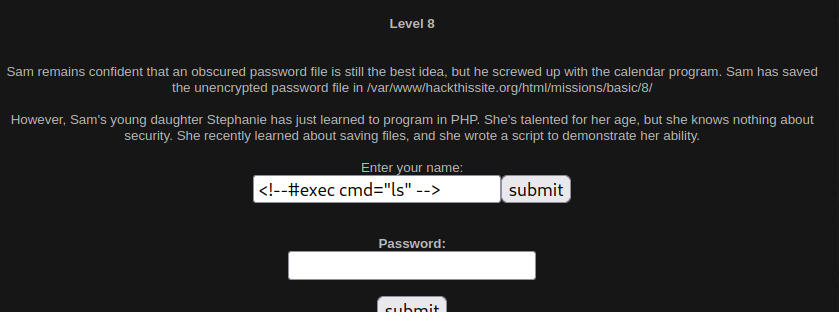 Level 8
Sam remains confident that an obscured password file is still the best idea, but he screwed up with the calendar program. Sam has saved
the unencrypted password file in /var/www/hackthissite.org/html/missions/basic/8/
However, Sam's young daughter Stephanie has just learned to program in PHP. She's talented for her age, but she knows nothing about
security. She recently learned about saving files, and she wrote a script to demonstrate her ability.
Enter your name:
<!--#exec cmd="ls" --> submit
Password:
submit